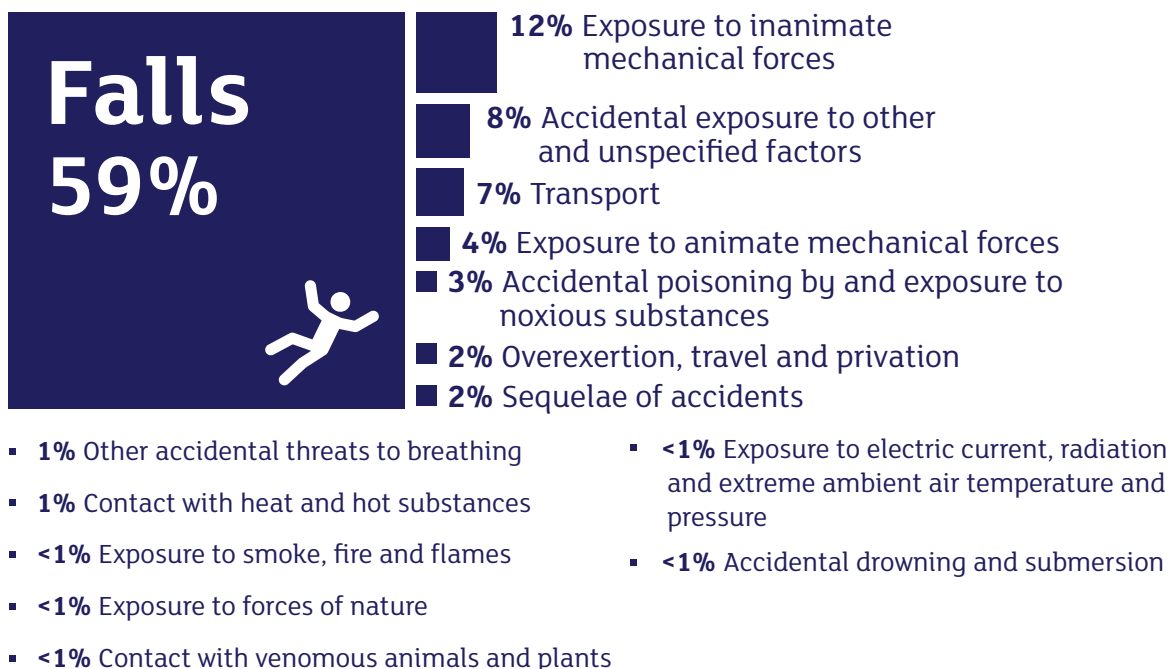 Falls
59%
12% Exposure to inanimate
mechanical forces
8% Accidental exposure to other
and unspecified factors
7% Transport
4% Exposure to animate mechanical forces
3% Accidental poisoning by and exposure to
noxious substances
2% Overexertion, travel and privation
2% Sequelae of accidents
1% Other accidental threats to breathing
1% Contact with heat and hot substances
<1% Exposure to smoke, fire and flames
<1% Exposure to forces of nature
<1% Contact with venomous animals and plants
<1% Exposure to electric current, radiation
and extreme ambient air temperature and
pressure
<1% Accidental drowning and submersion